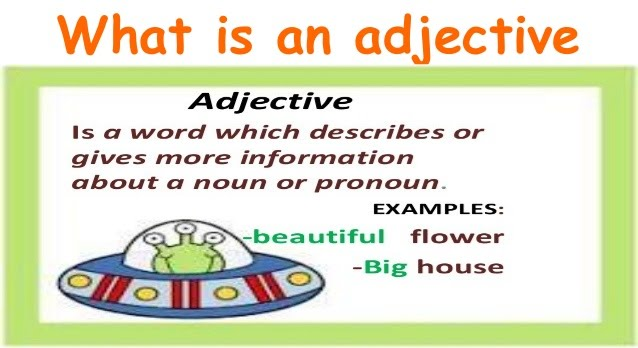 What is an adjective
Adjective
Is a word which describes or
gives more information
about a noun or pronoun.
EXAMPLES:
-beautiful flower
-Big house